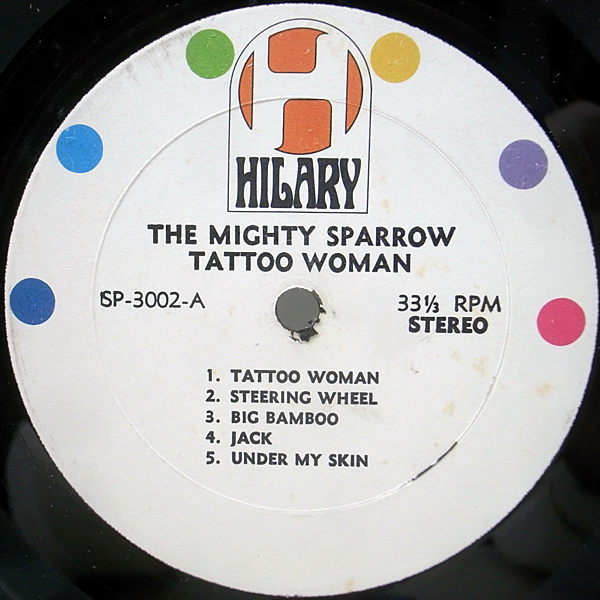 HILARY
THE MIGHTY SPARROW
TATTOO WOMAN
SP-3002-A
33⅓ RPM
STEREO
1. TATTOO WOMAN
2. STEERING WHEEL
3. BIG BAMBOO
4. JACK
5. UNDER MY SKIN